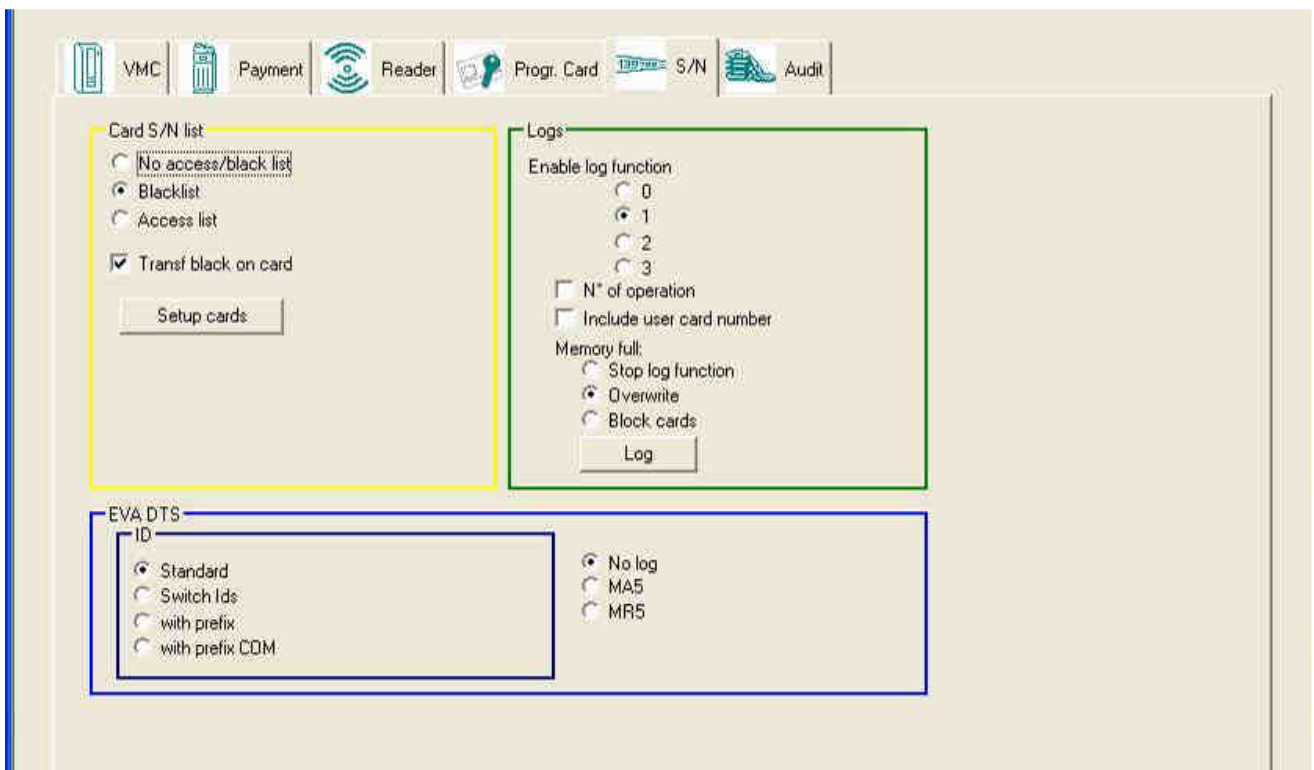 VMC Payment Reader Progr. Card S/N Audit
Card S/N list
No access/black list
Blacklist
Access list
Transf black on card
Setup cards
Logs
Enable log function
0
1
2
3
N° of operation
Include user card number
Memory full:
Stop log function
Overwrite
Block cards
Log
EVA DTS
ID
Standard
Switch Ids
with prefix
with prefix COM
No log
MA5
MR5